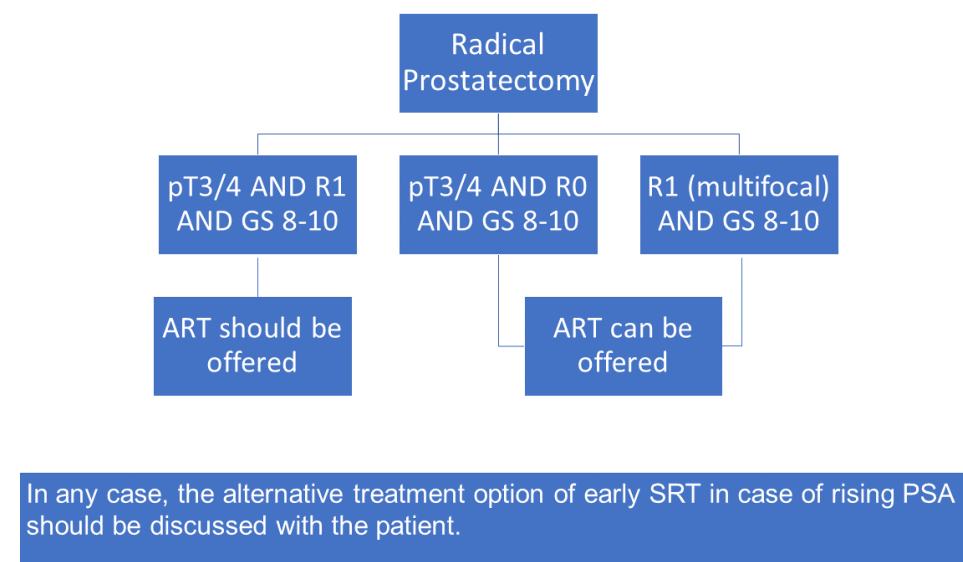 Radical
Prostatectomy
pT3/4 AND R1
AND GS 8-10
pT3/4 AND R0
AND GS 8-10
R1 (multifocal)
AND GS 8-10
ART should be
offered
ART can be
offered
In any case, the alternative treatment option of early SRT in case of rising PSA
should be discussed with the patient.